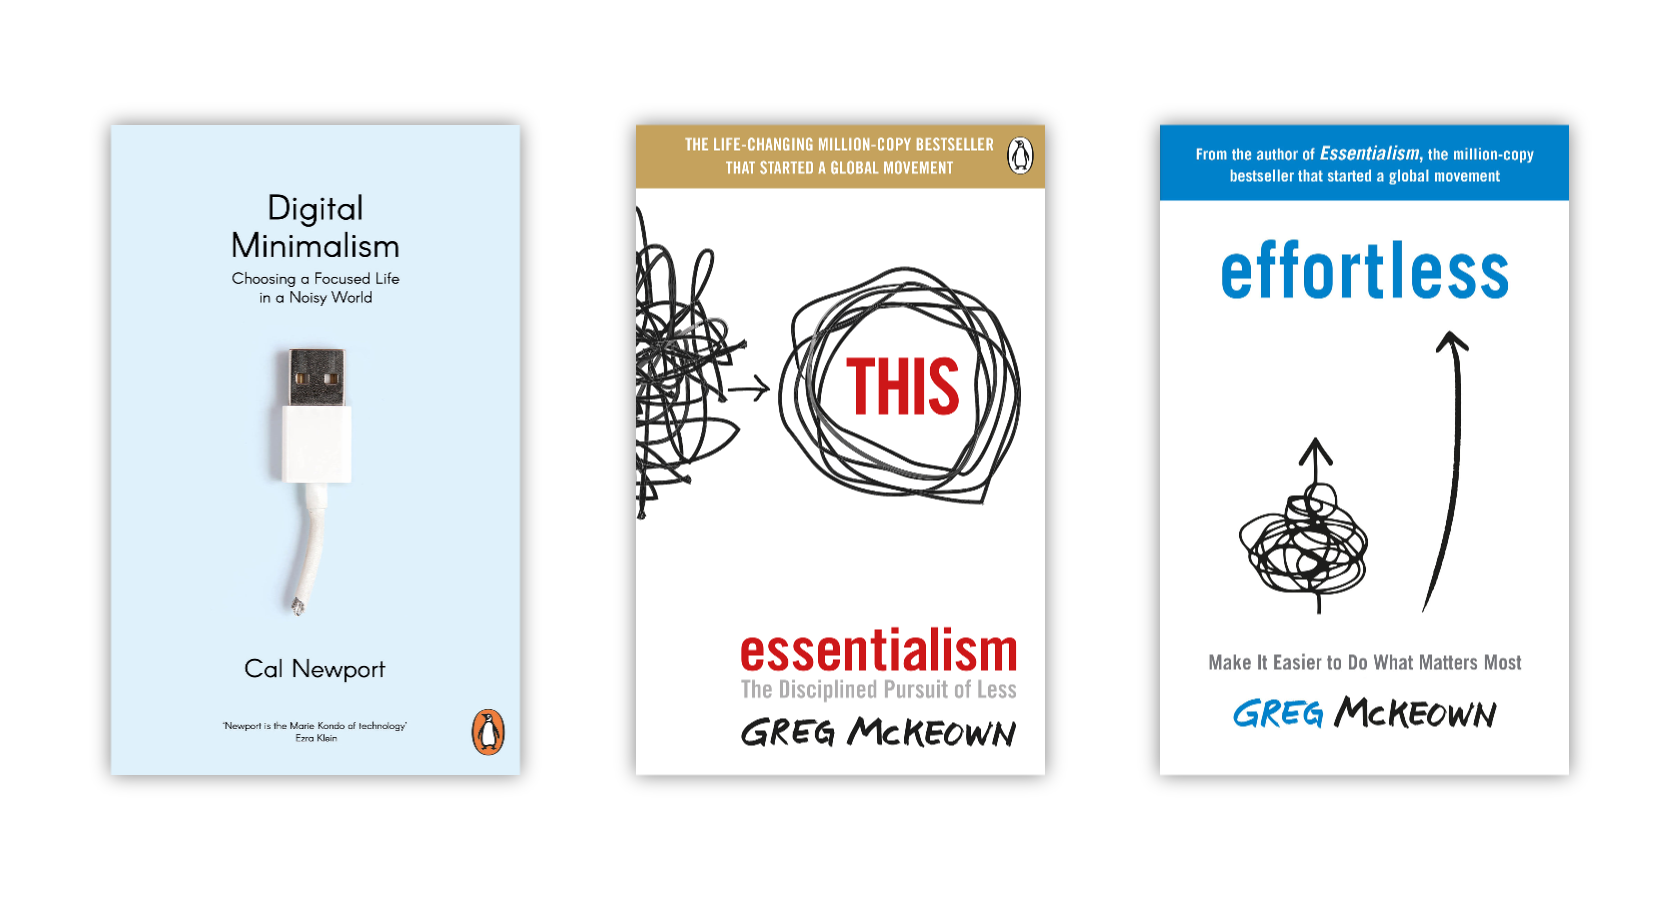 Digital
Minimalism
Choosing a Focused Life
in a Noisy World
Cal Newport
‘Newport is the Marie Kondo of technology’
Ezra Klein
THE LIFE-CHANGING MILLION-COPY BESTSELLER
THAT STARTED A GLOBAL MOVEMENT
THIS
essentialism
The Disciplined Pursuit of Less
GREG McKEOWN
From the author of Essentialism, the million-copy
bestseller that started a global movement
effortless
Make It Easier to Do What Matters Most
GREG McKEOWN